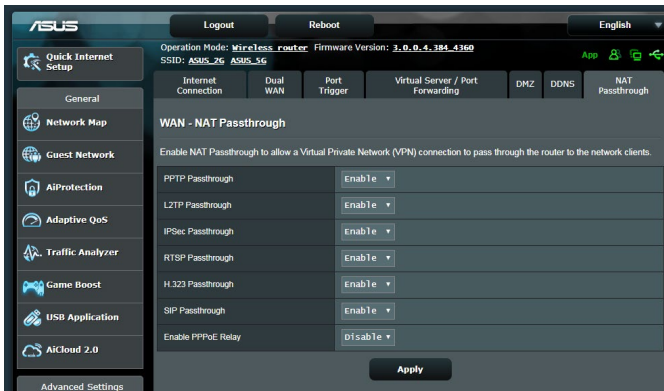 ASUS
Logout
Reboot
English
Quick Internet
Setup
Operation Mode: Wireless router Firmware Version: 3.0.0.4.384_4360
SSID: ASUS_2G ASUS_5G
App
General
Network Map
Guest Network
AiProtection
Adaptive QoS
Traffic Analyzer
Game Boost
USB Application
AiCloud 2.0
Advanced Settings
Internet
Connection
Dual
WAN
Port
Trigger
Virtual Server / Port
Forwarding
DMZ
DDNS
NAT
Passthrough
WAN - NAT Passthrough
Enable NAT Passthrough to allow a Virtual Private Network (VPN) connection to pass through the router to the network clients.
PPTP Passthrough Enable
L2TP Passthrough Enable
IPSec Passthrough Enable
RTSP Passthrough Enable
H.323 Passthrough Enable
SIP Passthrough Enable
Enable PPPoE Relay Disable
Apply